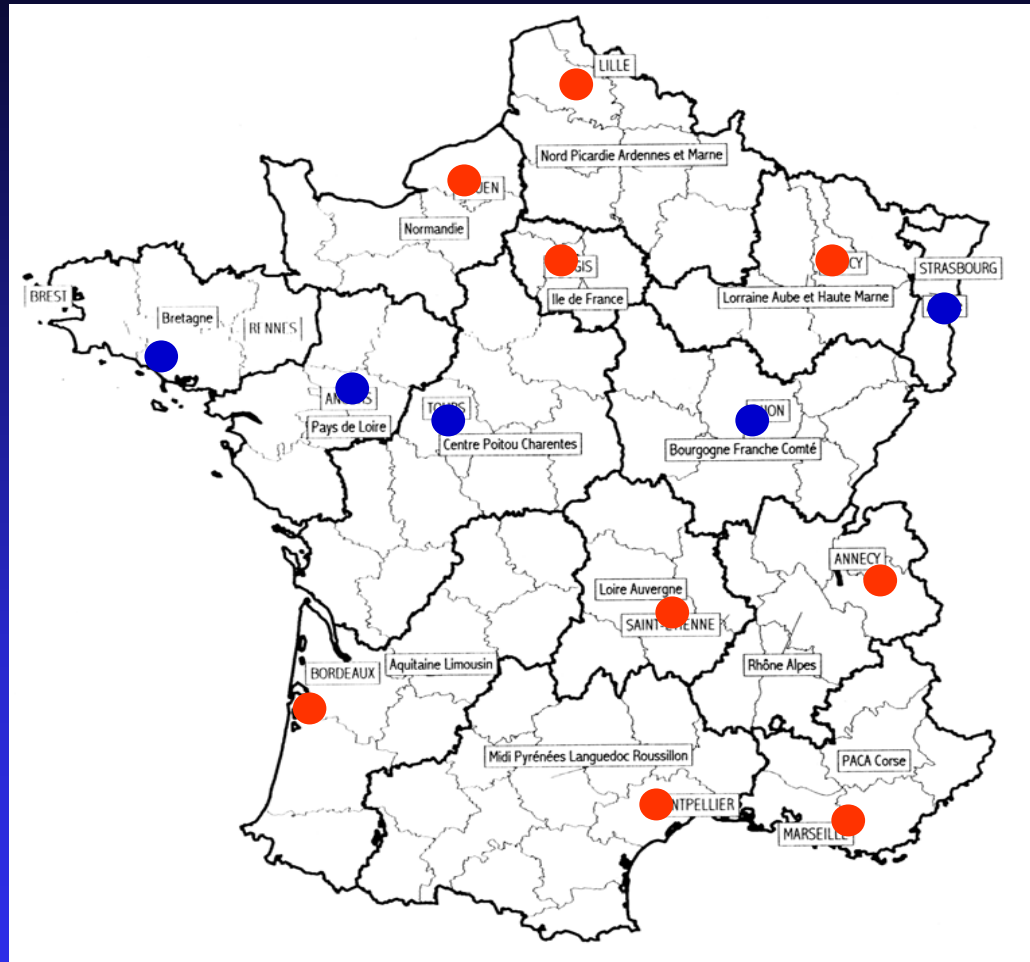 LILLE
Nord Picardie Ardennes et Marne
Normandie
STRASBOURG
Ile de France
Lorraine Aube et Haute Marne
BREST
Bretagne
RENNES
Pays de Loire
Centre Poitou Charentes
Bourgogne Franche Comté
ANNECY
Loire Auvergne
SAINT-ETIENNE
Aquitaine Limousin
Rhône Alpes
BORDEAUX
Midi Pyrénées Languedoc Roussillon
PACA Corse
MARSEILLE